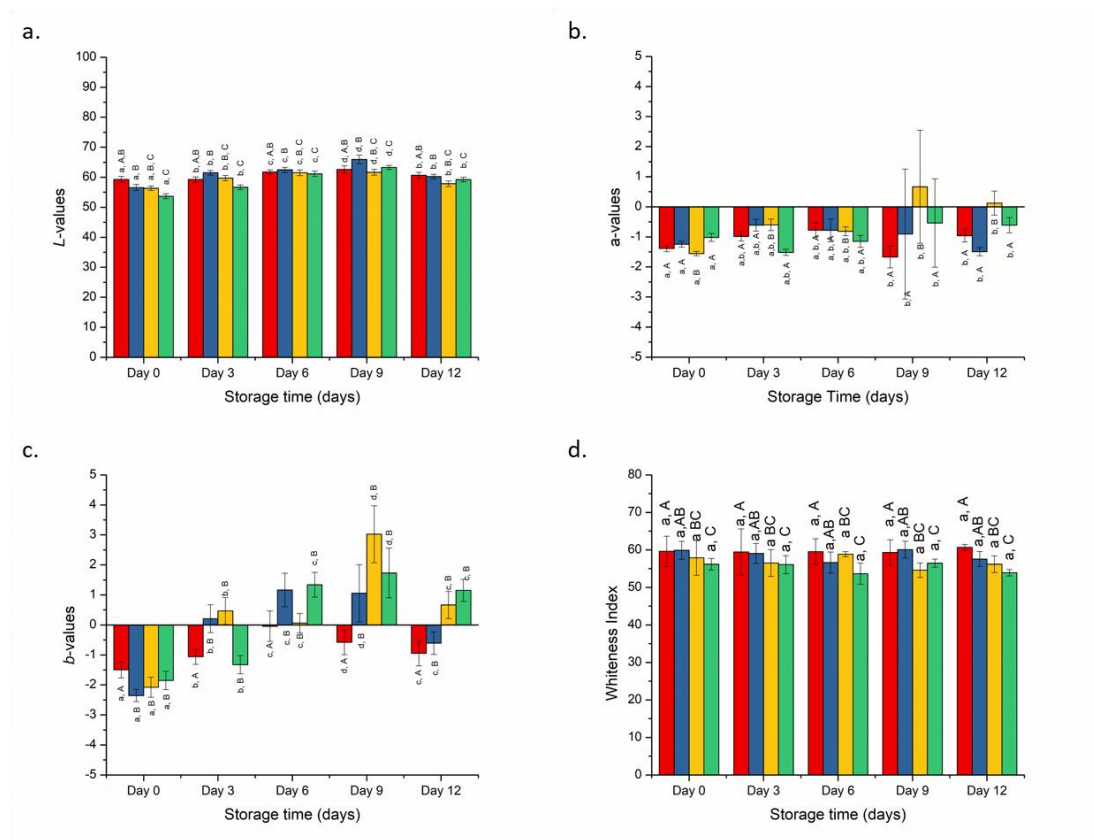 a.
L-values
100
90
80
70
60
50
40
30
20
10
0
a, A,B
a, B
a, B, C
a, C
b, A,B
b, B
b, B, C
b, C
c, A,B
c, B
c, B, C
c, C
d, A,B
d, B
d, B, C
d, C
b, A,B
b, B
b, B, C
b, C
Day 0 Day 3 Day 6 Day 9 Day 12
Storage time (days)
b.
a-values
5
4
3
2
1
0
-1
-2
-3
-4
-5
a, A
a, A
a, B
a, A
a,b, A
a,b, A
a,b, B
a,b, A
a,b, A
a,b, A
a,b, B
a,b, A
b, A
b, A
b, B
b, A
b, A
b, A
b, B
b, A
Day 0 Day 3 Day 6 Day 9 Day 12
Storage Time (days)
c.
b-values
5
4
3
2
1
0
-1
-2
-3
-4
-5
a, A
a, B
a, B
a, B
b, A
b, B
b, B
b, B
c, A
c, B
c, B
c, B
d, A
d, B
d, B
d, B
c, A
c, B
c, B
c, B
Day 0 Day 3 Day 6 Day 9 Day 12
Storage time (days)
d.
Whiteness Index
80
70
60
50
40
30
20
10
0
a, A
a,AB
a BC
a, C
a, A
a,AB
a BC
a, C
a, A
a,AB
a BC
a, C
a, A
a,AB
a BC
a, C
a, A
a,AB
a BC
a, C
Day 0 Day 3 Day 6 Day 9 Day 12
Storage time (days)